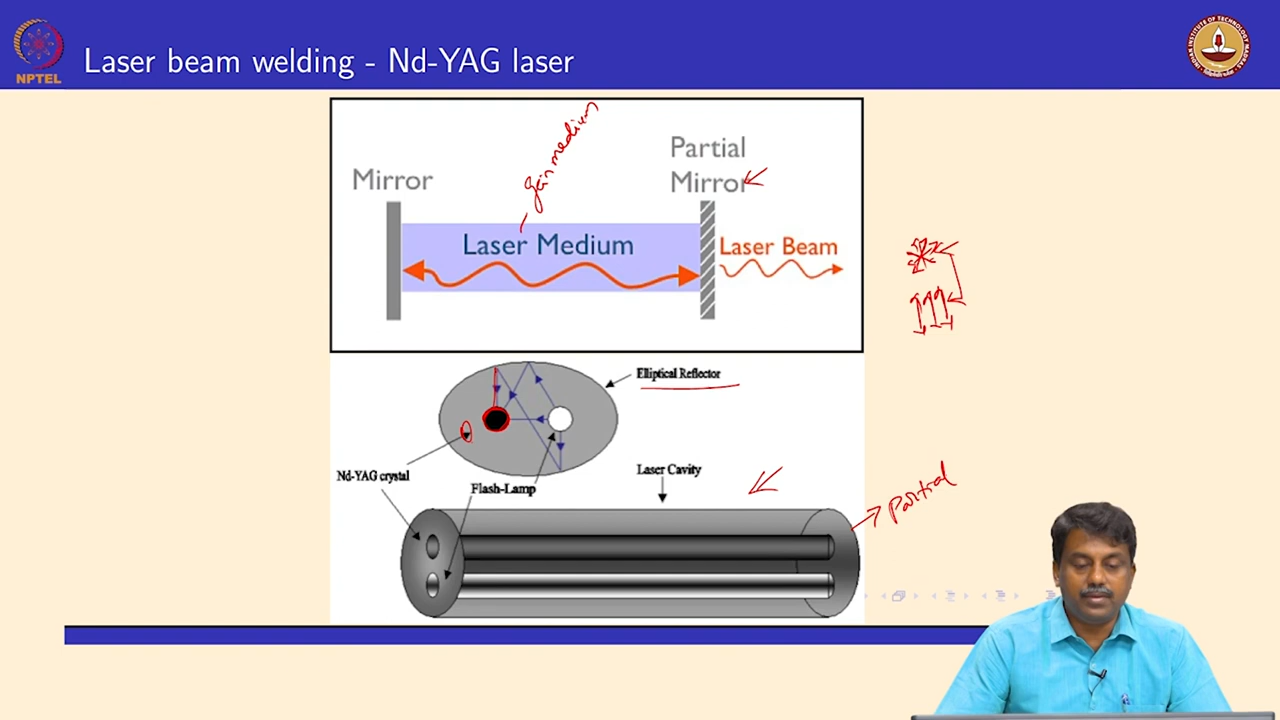 Laser beam welding - Nd-YAG laser
NPTEL
gain medium
Mirror
Partial
Mirror
Laser Medium
Laser Beam
Elliptical Reflector
Nd-YAG crystal
Flash-Lamp
Laser Cavity
Partial